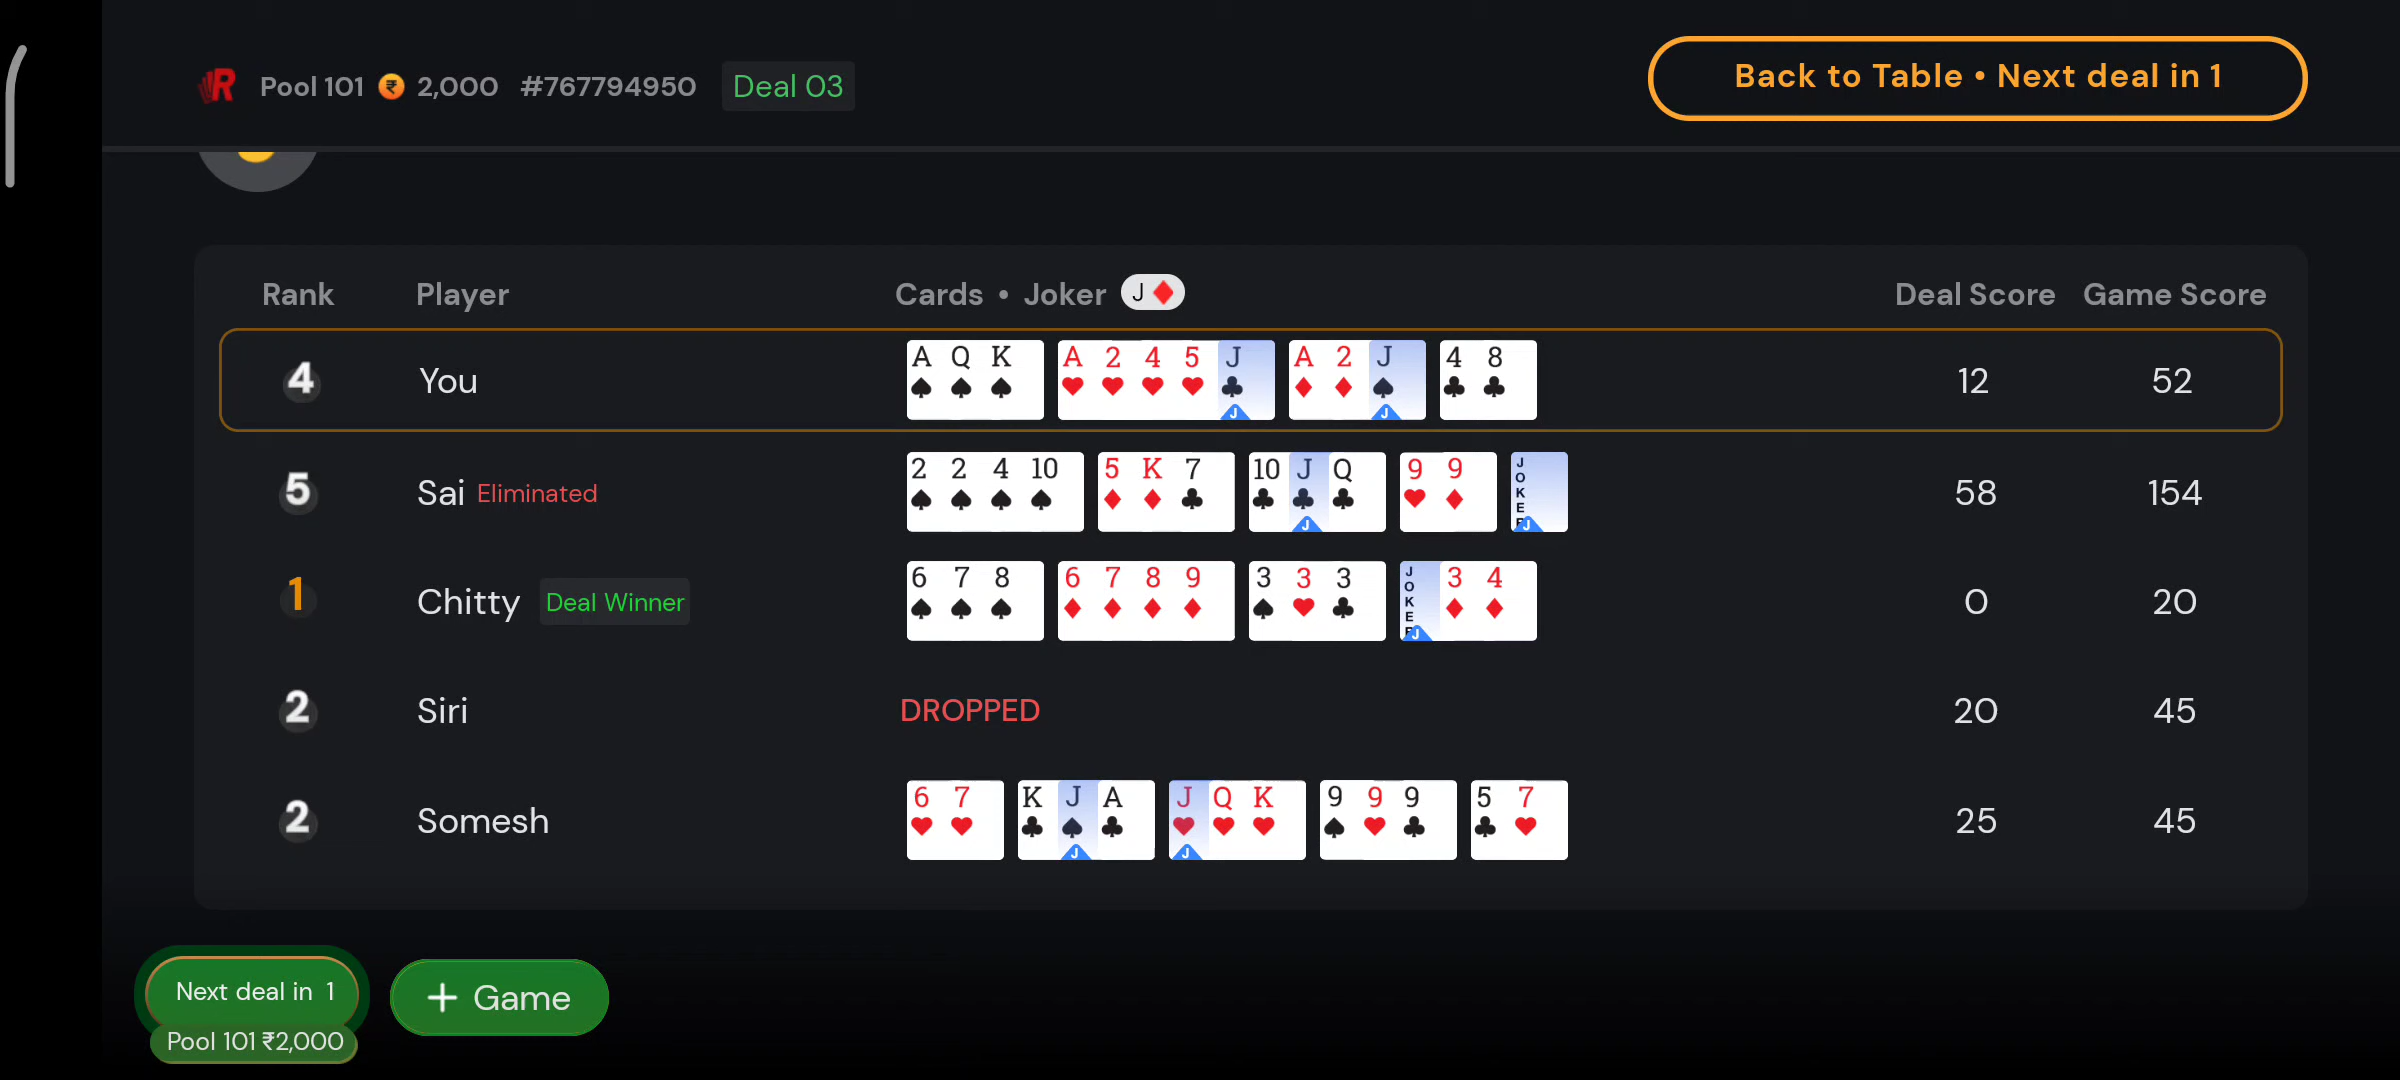 R Pool 101 ₹ 2,000 #767794950 Deal 03
Back to Table • Next deal in 1
Rank Player Cards • Joker J♦ Deal Score Game Score
4 You A♠ Q♠ K♠ A♥ 2♥ 4♥ 5♥ J♣ J A♦ 2♦ J♠ J 4♣ 8♣ 12 52
5 Sai Eliminated 2♠ 2♠ 4♠ 10♠ 5♦ K♦ 7♣ 10♣ J♣ J Q♣ 9♥ 9♦ JOKER J 58 154
1 Chitty Deal Winner 6♠ 7♠ 8♠ 6♦ 7♦ 8♦ 9♦ 3♠ 3♥ 3♣ JOKER J 3♦ 4♦ 0 20
2 Siri DROPPED 20 45
2 Somesh 6♥ 7♥ K♣ J♠ J A♣ J♥ J Q♥ K♥ 9♠ 9♥ 9♣ 5♣ 7♥ 25 45
Next deal in 1
Pool 101 ₹2,000
+ Game